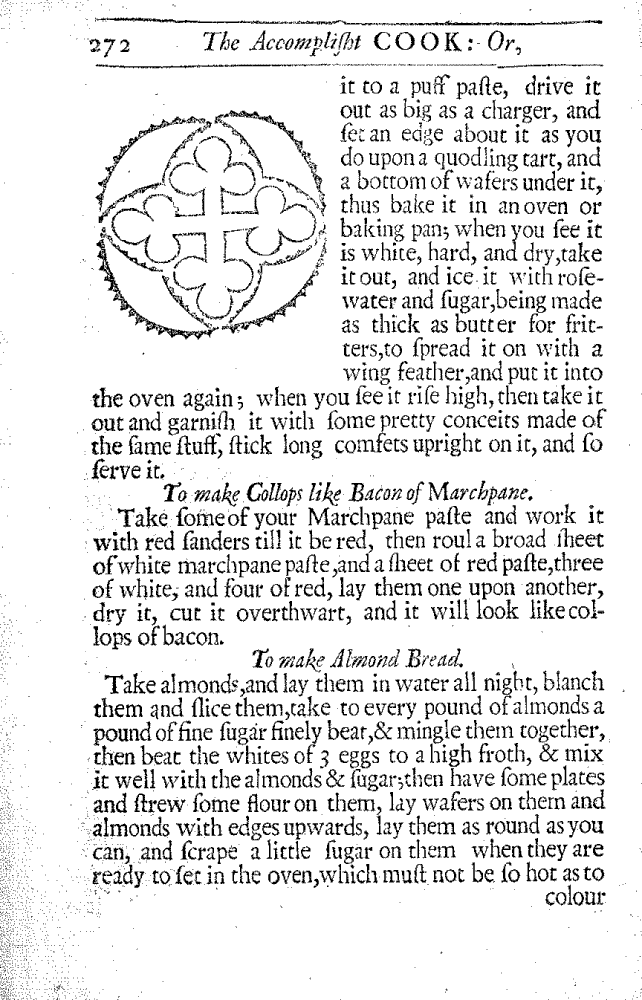 272 The Accompliſht COOK: Or,
it to a puff paſte, drive it
out as big as a charger, and
ſet an edge about it as you
do upon a quodling tart, and
a bottom of wafers under it,
thus bake it in an oven or
baking pan; when you ſee it
is white, hard, and dry,take
it out, and ice it with roſe-
water and ſugar,being made
as thick as butter for frit-
ters,to ſpread it on with a
wing feather,and put it into
the oven again; when you ſee it riſe high, then take it
out and garniſh it with ſome pretty conceits made of
the ſame ſtuff, ſtick long comfets upright on it, and ſo
ſerve it.
To make Collops like Bacon of Marchpane.
Take ſome of your Marchpane paſte and work it
with red ſanders till it be red, then roul a broad ſheet
of white marchpane paſte,and a ſheet of red paſte,three
of white, and four of red, lay them one upon another,
dry it, cut it overthwart, and it will look like col-
lops of bacon.
To make Almond Bread.
Take almonds,and lay them in water all night, blanch
them and ſlice them,take to every pound of almonds a
pound of fine ſugar finely beat,& mingle them together,
then beat the whites of 3 eggs to a high froth, & mix
it well with the almonds & ſugar;then have ſome plates
and ſtrew ſome flour on them, lay wafers on them and
almonds with edges upwards, lay them as round as you
can, and ſcrape a little ſugar on them when they are
ready to ſet in the oven,which muſt not be ſo hot as to
colour